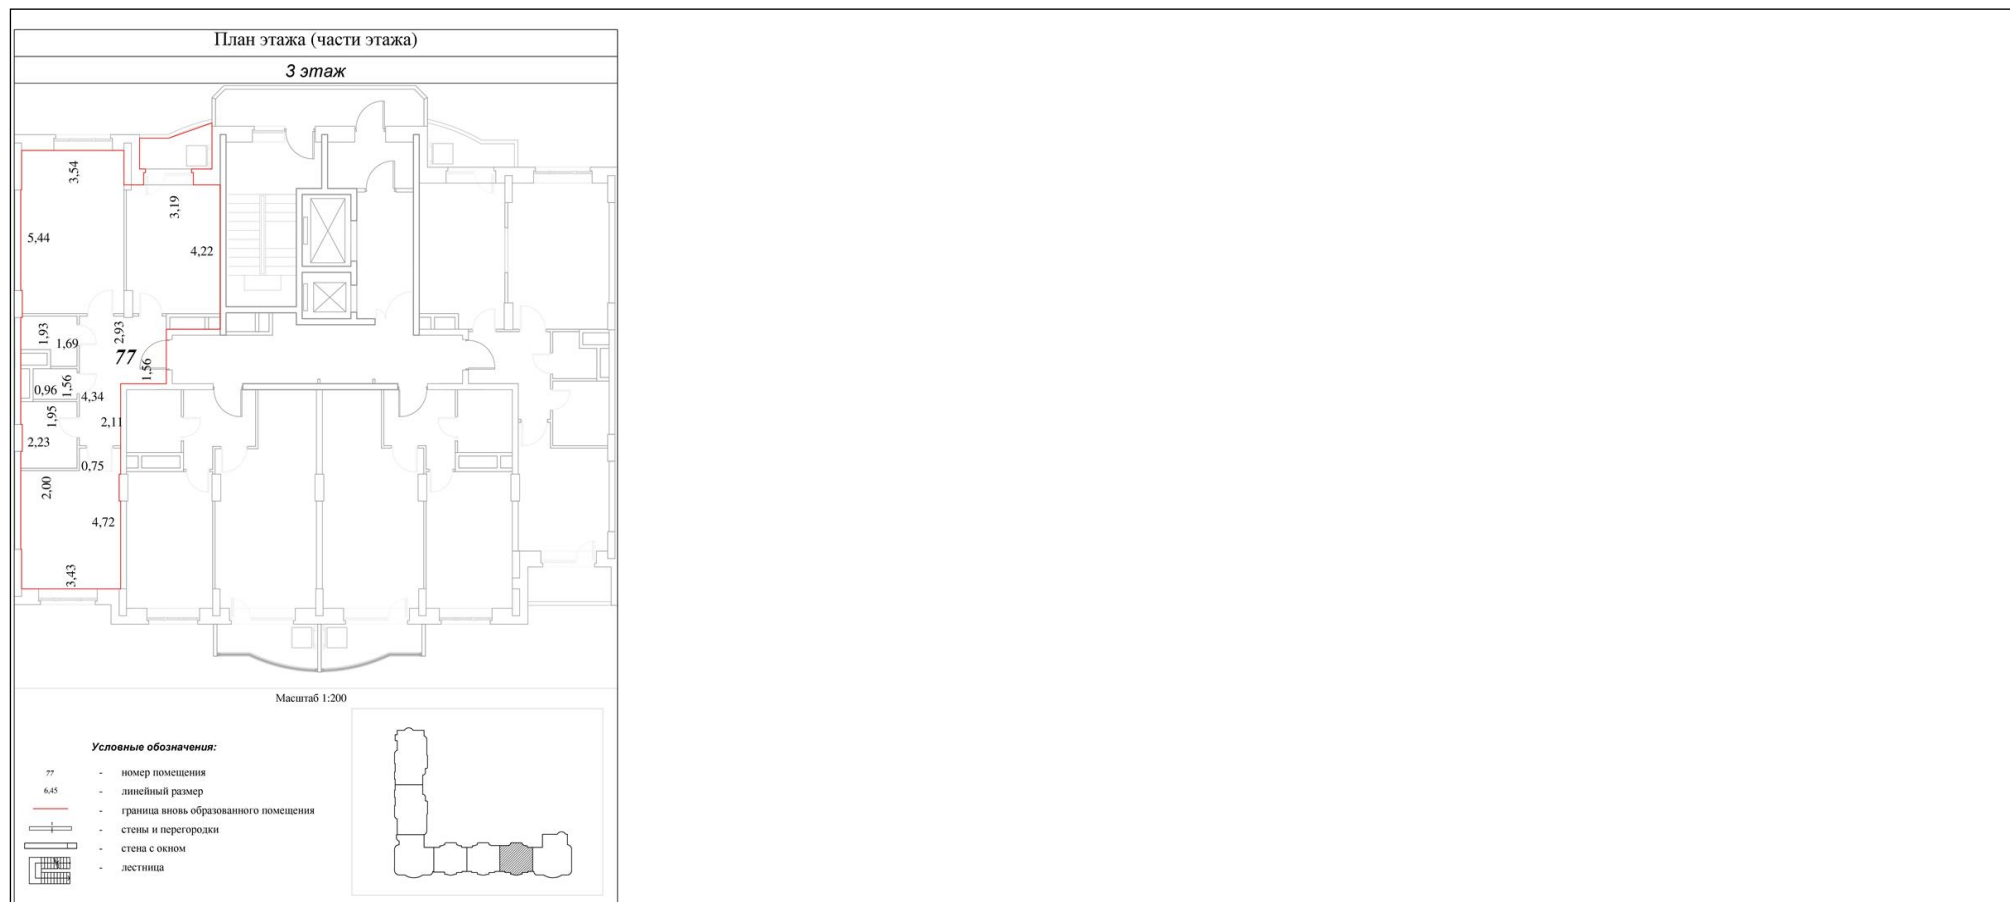 План этажа (части этажа)
3 этаж
3,54
3,19
5,44
4,22
1,93
1,69
2,93
77
1,56
0,96
1,56
4,34
1,95
2,11
2,23
0,75
2,00
4,72
3,43
Масштаб 1:200
Условные обозначения:
77 - номер помещения
6,45 - линейный размер
- граница вновь образованного помещения
- стены и перегородки
- стена с окном
- лестница